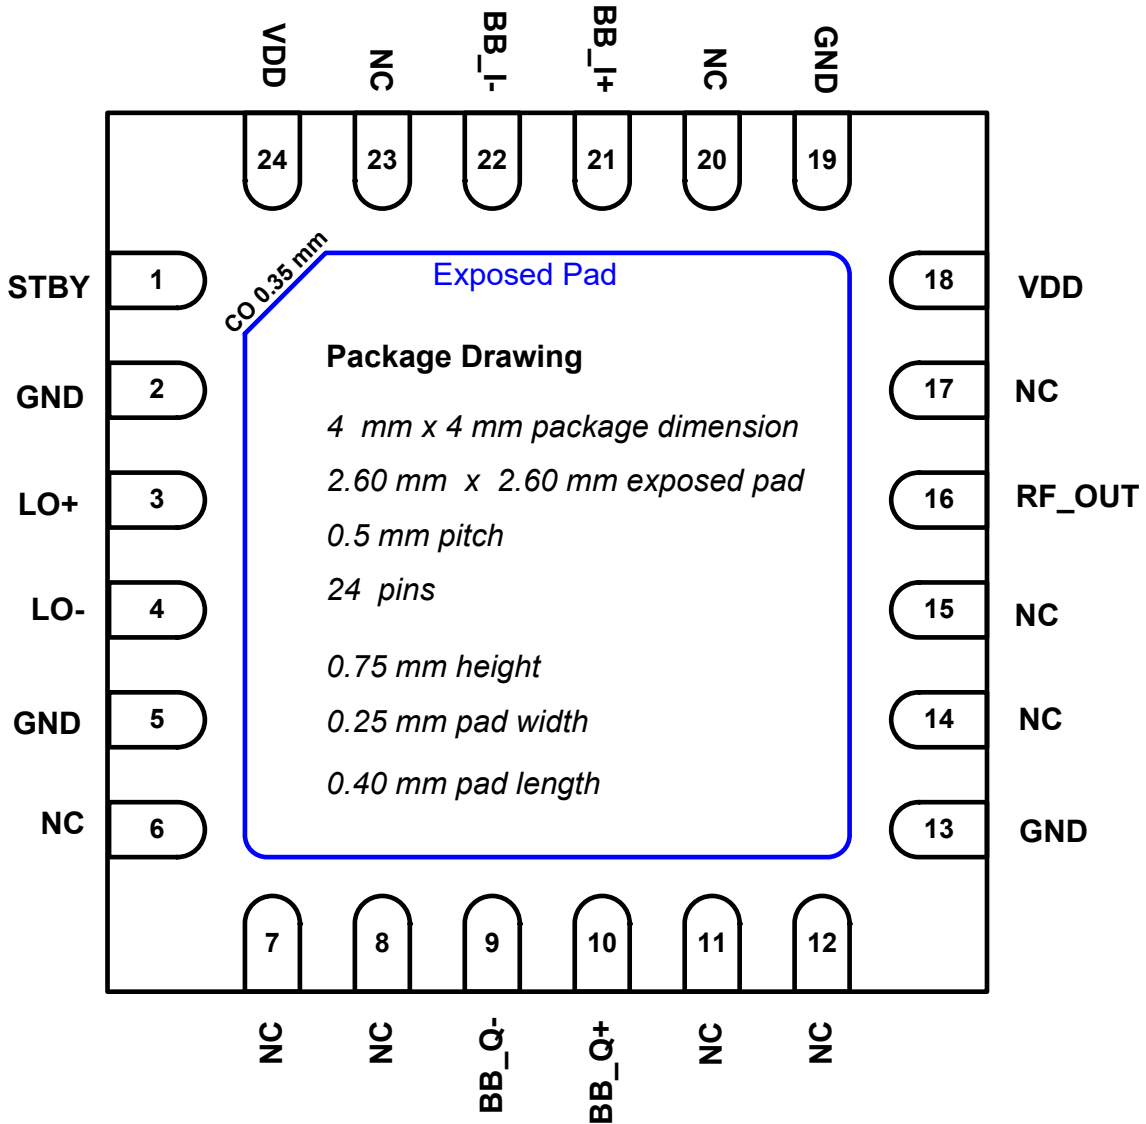 VDD
NC
BB_I-
BB_I+
NC
GND
24
23
22
21
20
19
STBY
1
GND
2
LO+
3
LO-
4
GND
5
NC
6
CO 0.35 mm
Exposed Pad
Package Drawing
4 mm x 4 mm package dimension
2.60 mm x 2.60 mm exposed pad
0.5 mm pitch
24 pins
0.75 mm height
0.25 mm pad width
0.40 mm pad length
18
VDD
17
NC
16
RF_OUT
15
NC
14
NC
13
GND
7
8
9
10
11
12
NC
NC
BB_Q-
BB_Q+
NC
NC